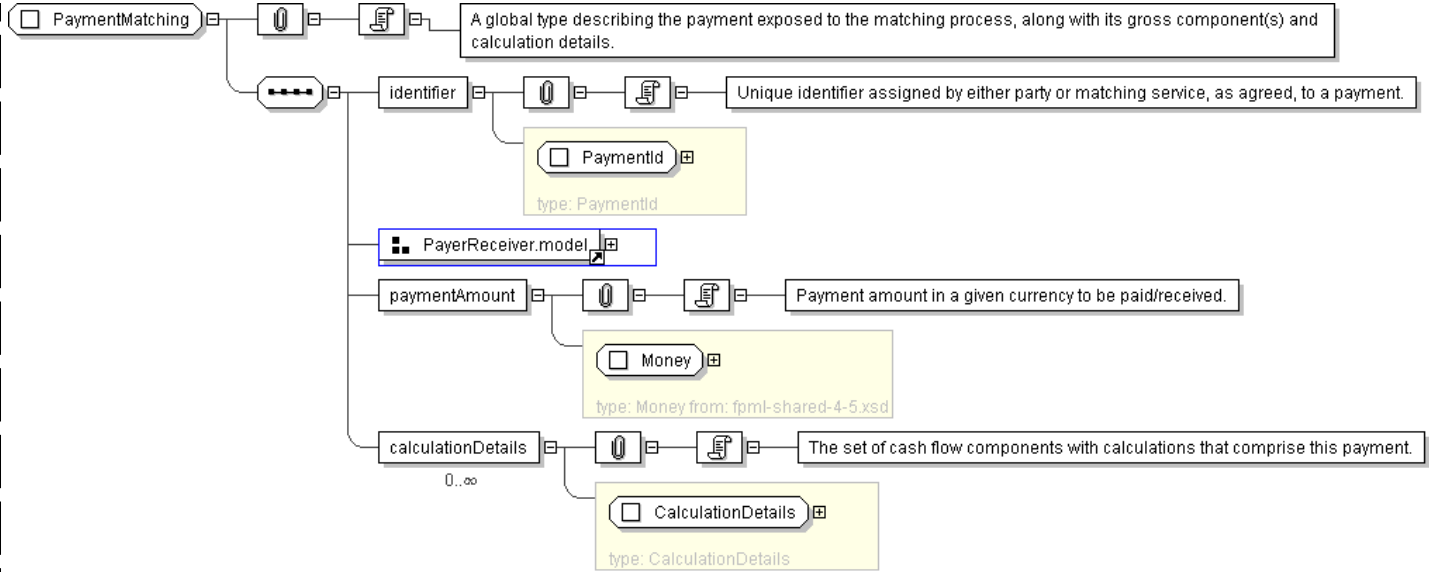 PaymentMatching
A global type describing the payment exposed to the matching process, along with its gross component(s) and
calculation details.
identifier
Unique identifier assigned by either party or matching service, as agreed, to a payment.
PaymentId
type: PaymentId
PayerReceiver.model
paymentAmount
Payment amount in a given currency to be paid/received.
Money
type: Money from: fpml-shared-4-5.xsd
calculationDetails
The set of cash flow components with calculations that comprise this payment.
0..∞
CalculationDetails
type: CalculationDetails